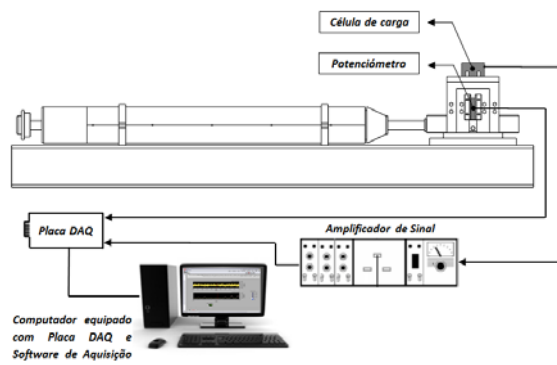 Célula de carga
Potenciómetro
Placa DAQ
Amplificador de Sinal
Computador equipado
com Placa DAQ e
Software de Aquisição